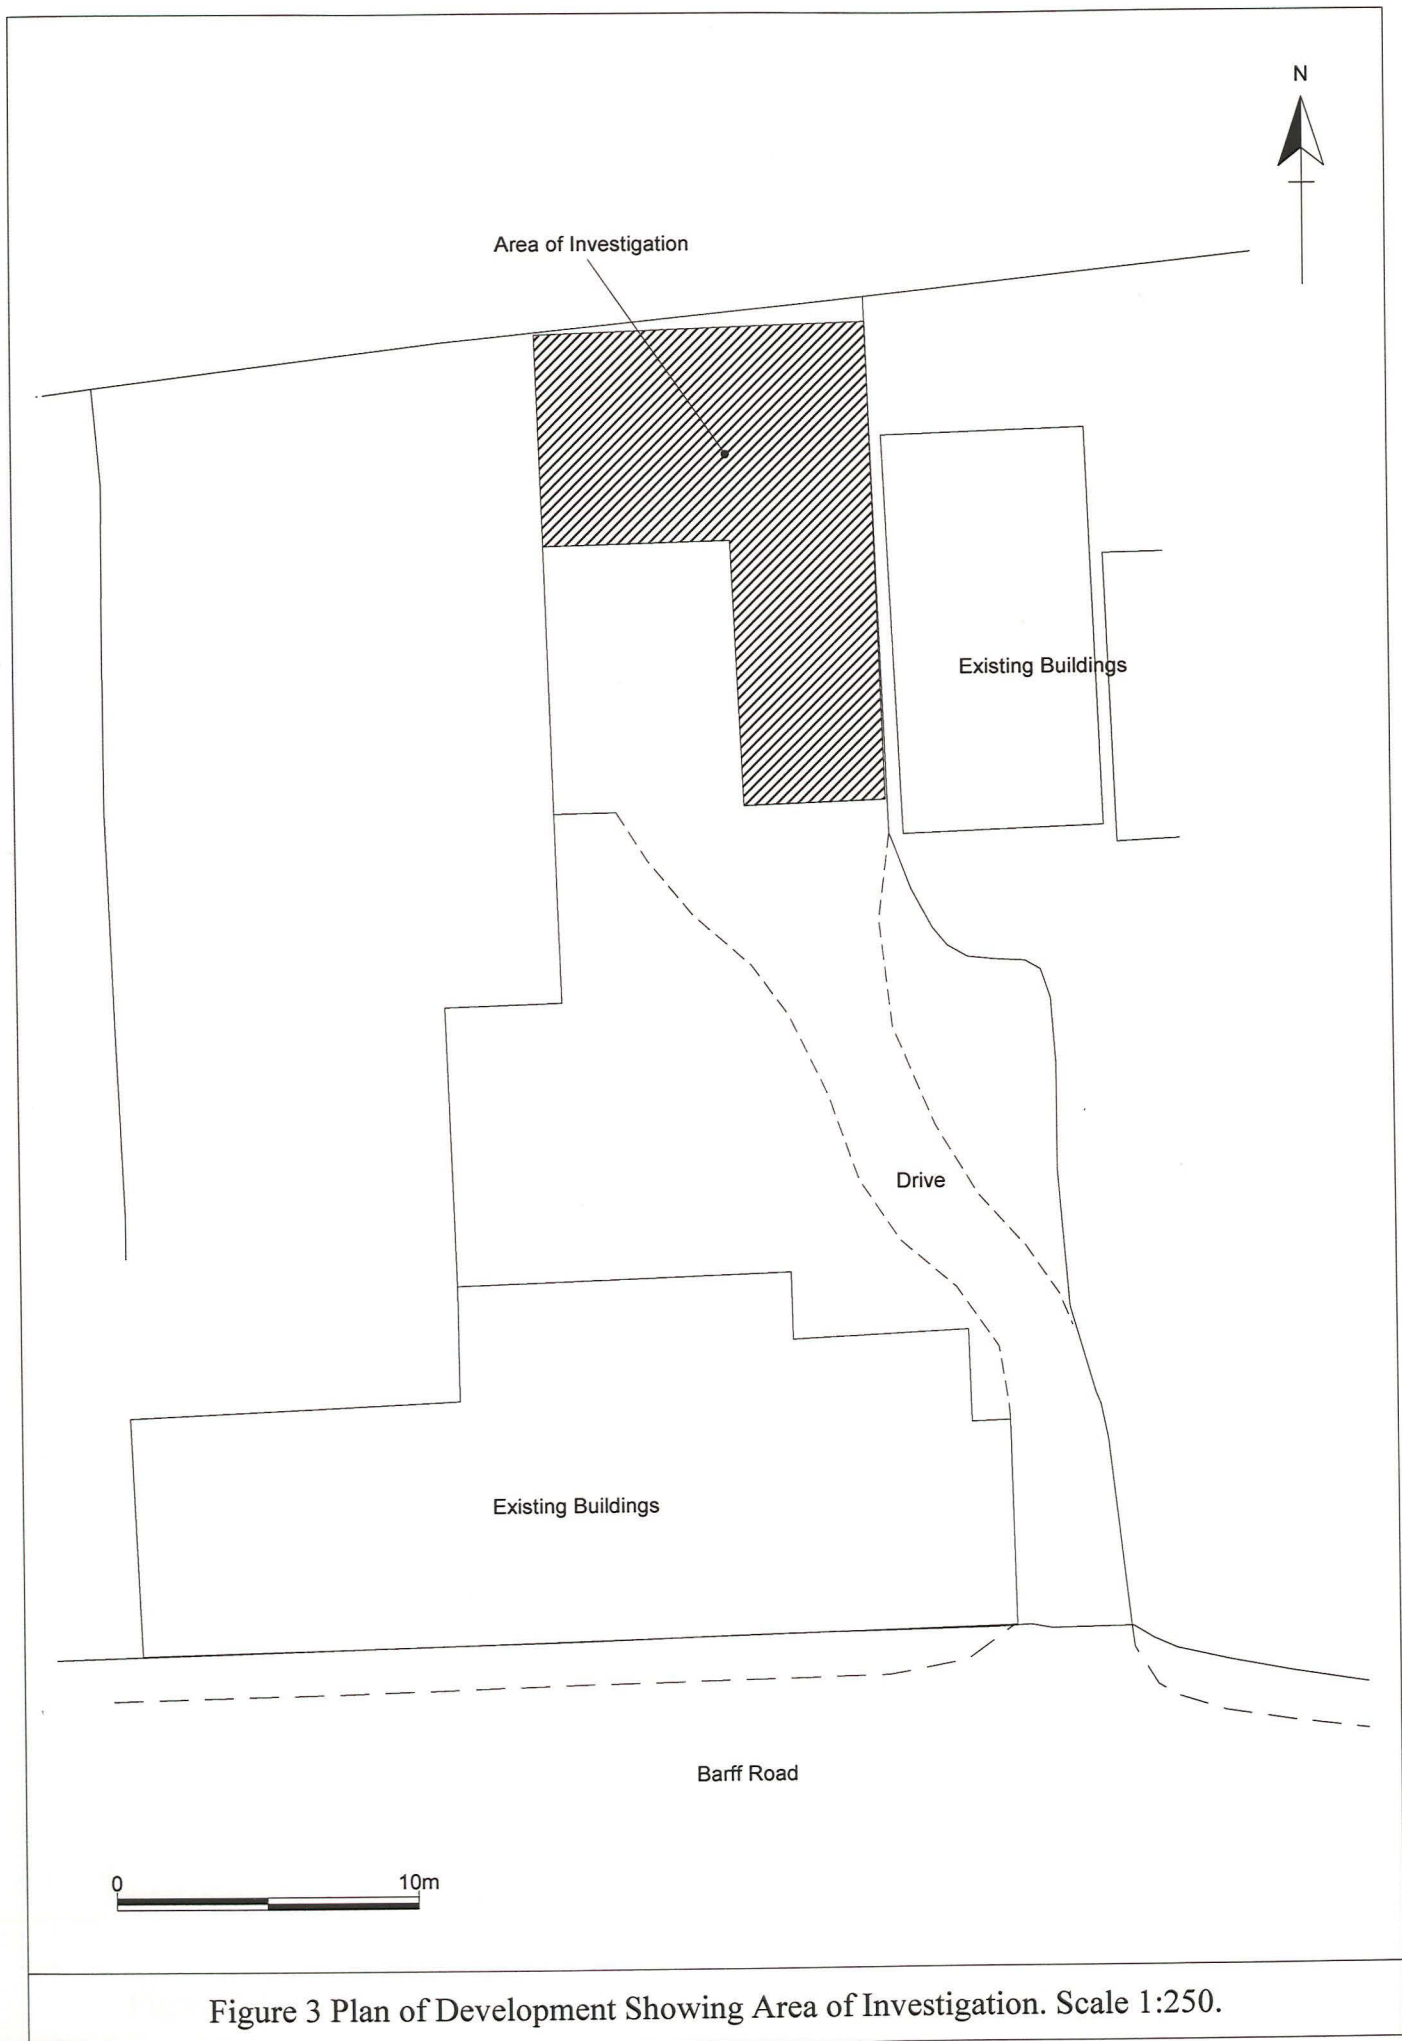 N
Area of Investigation
Existing Buildings
Drive
Existing Buildings
Barff Road
0 10m
Figure 3 Plan of Development Showing Area of Investigation. Scale 1:250.